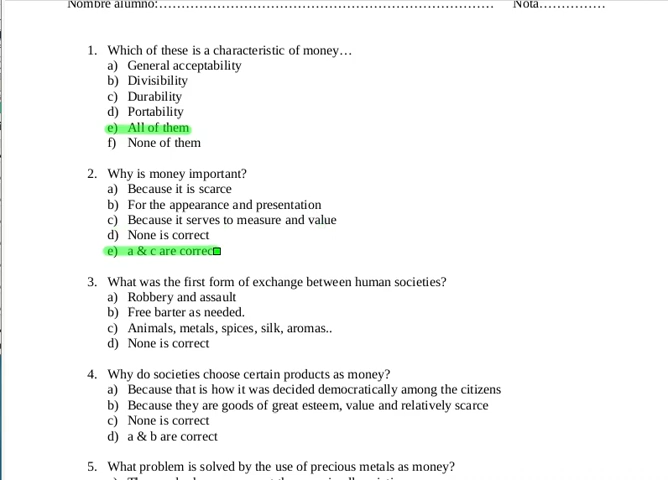 Nombre alumno:………………………………………………………………… Nota……………
1. Which of these is a characteristic of money…
a) General acceptability
b) Divisibility
c) Durability
d) Portability
e) All of them
f) None of them
2. Why is money important?
a) Because it is scarce
b) For the appearance and presentation
c) Because it serves to measure and value
d) None is correct
e) a & c are correct
3. What was the first form of exchange between human societies?
a) Robbery and assault
b) Free barter as needed.
c) Animals, metals, spices, silk, aromas..
d) None is correct
4. Why do societies choose certain products as money?
a) Because that is how it was decided democratically among the citizens
b) Because they are goods of great esteem, value and relatively scarce
c) None is correct
d) a & b are correct
5. What problem is solved by the use of precious metals as money?